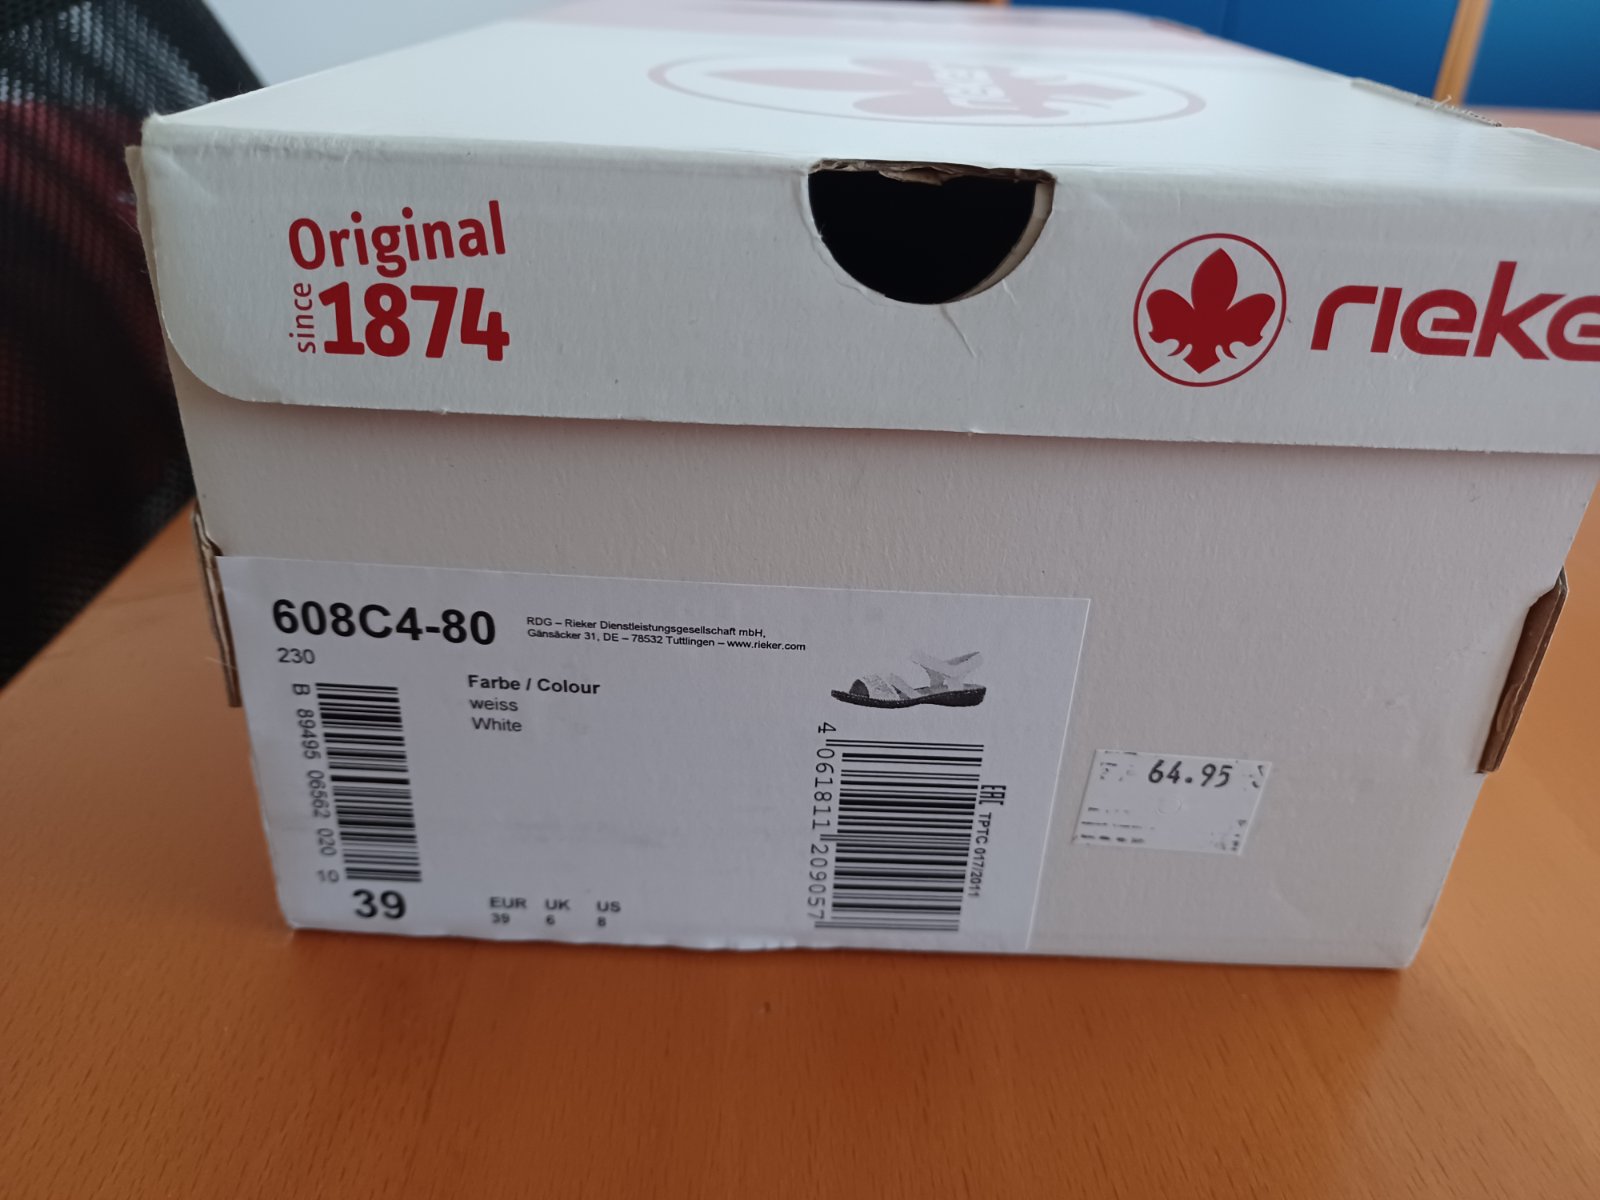 rieker
Original
since 1874
rieke
608C4-80
RDG – Rieker Dienstleistungsgesellschaft mbH,
Gänsäcker 31, DE – 78532 Tuttlingen – www.rieker.com
230
Farbe / Colour
weiss
White
B 89495 06562 020 10
39
EUR UK US
39 6 8
4 061811 209057
EAC TPTC 017/2011
64.95